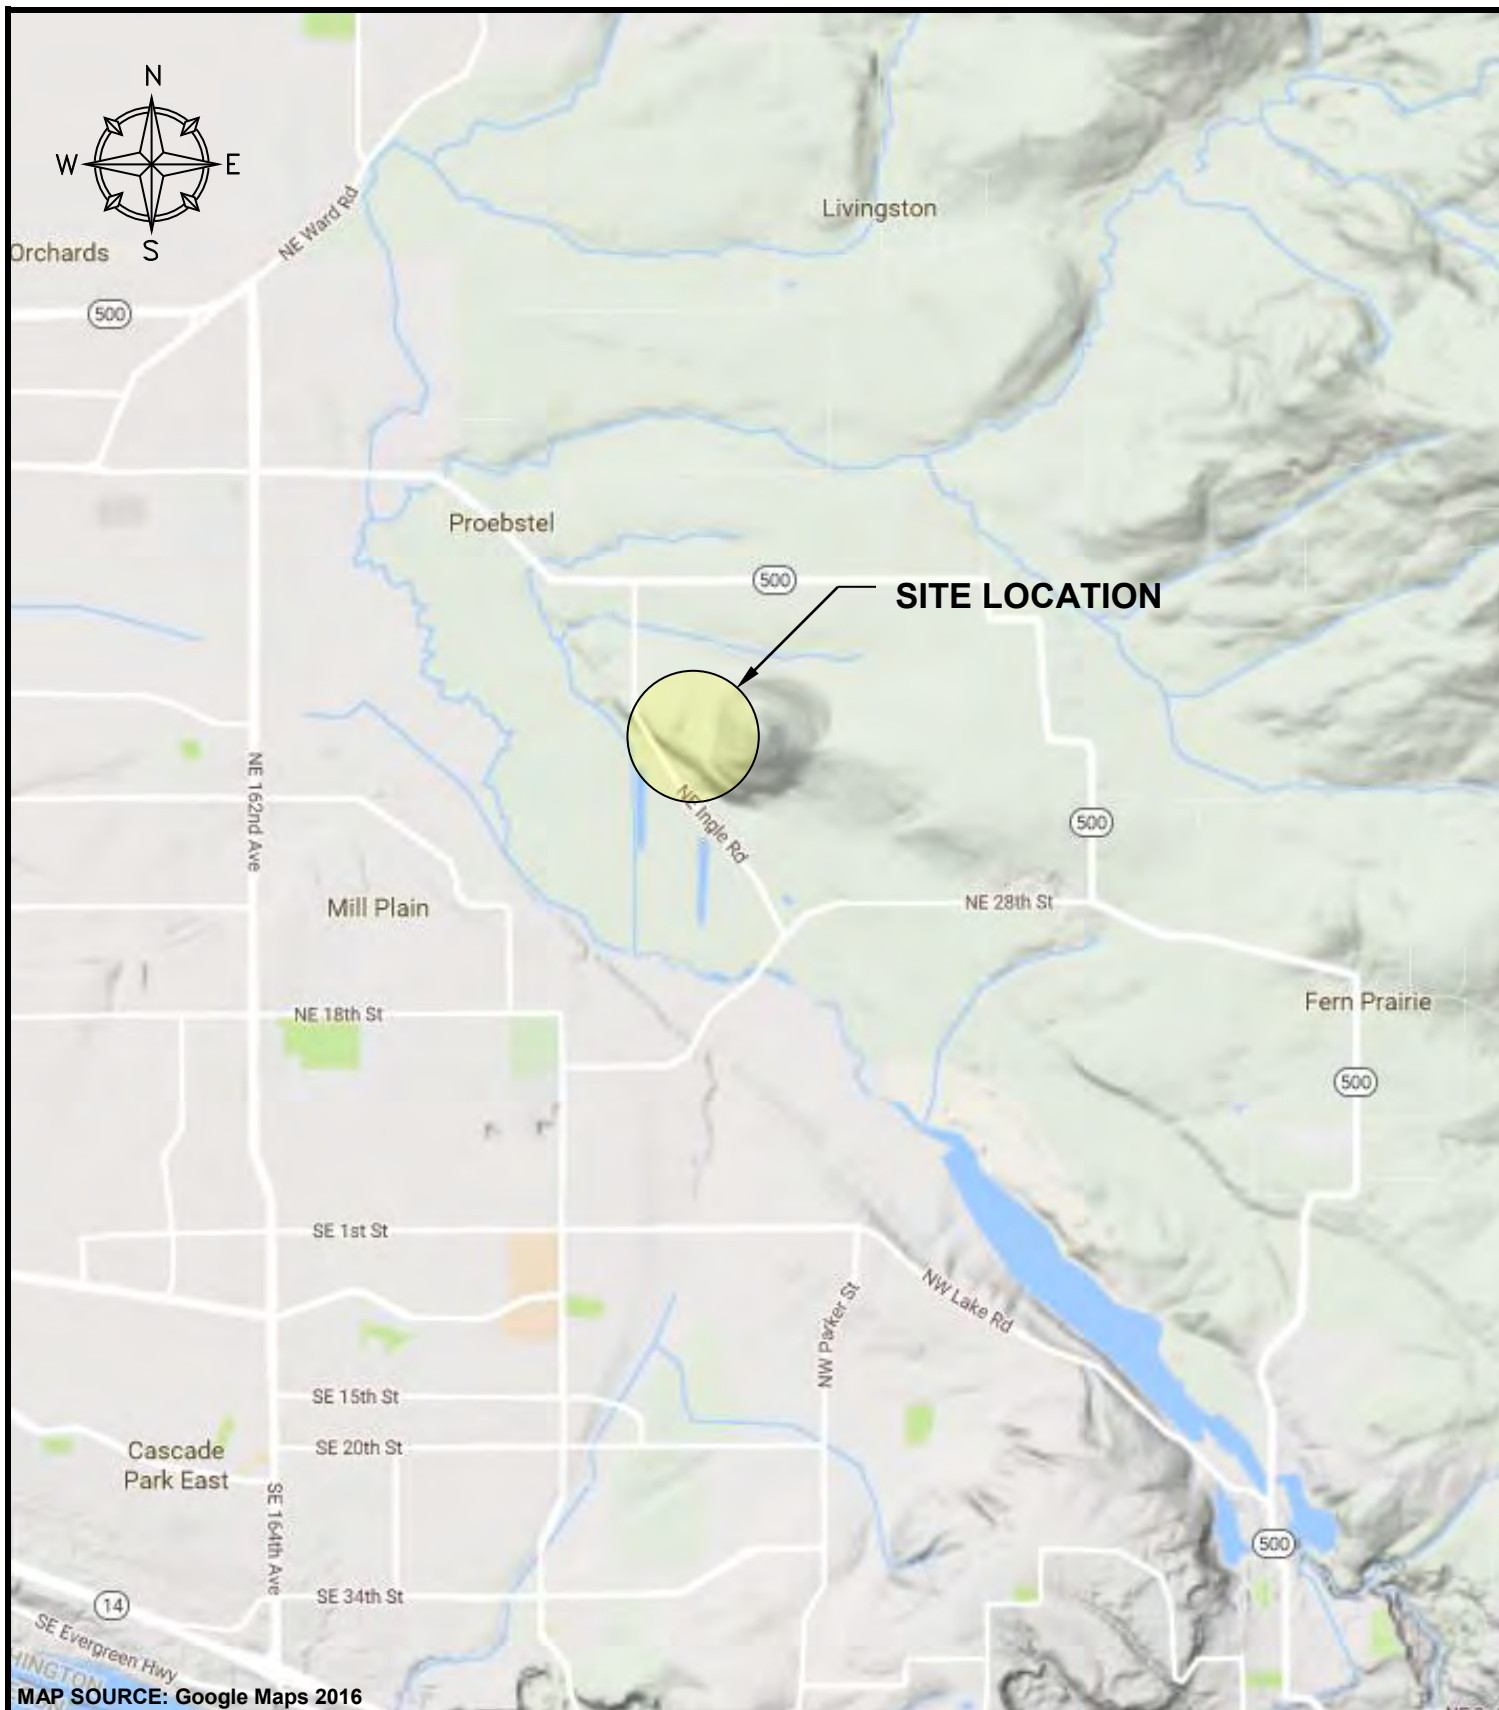 N
W
E
S
NE Ward Rd
Livingston
Orchards
500
Proebstel
500
SITE LOCATION
NE 162nd Ave
NE Ingle Rd
500
Mill Plain
NE 28th St
Fern Prairie
NE 18th St
500
SE 1st St
NW Lake Rd
NW Parker St
SE 15th St
SE 20th St
Cascade
Park East
SE 164th Ave
500
SE 34th St
14
SE Evergreen Hwy
HINGTON
MAP SOURCE: Google Maps 2016